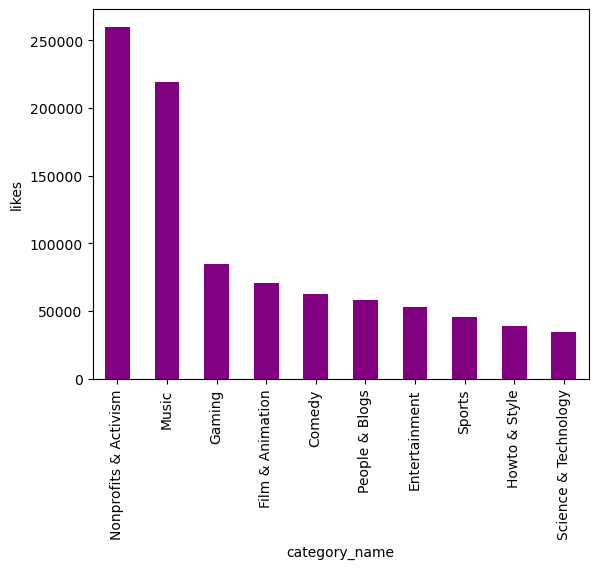 250000
200000
150000
100000
50000
0
likes
Nonprofits & Activism
Music
Gaming
Film & Animation
Comedy
People & Blogs
Entertainment
Sports
Howto & Style
Science & Technology
category_name